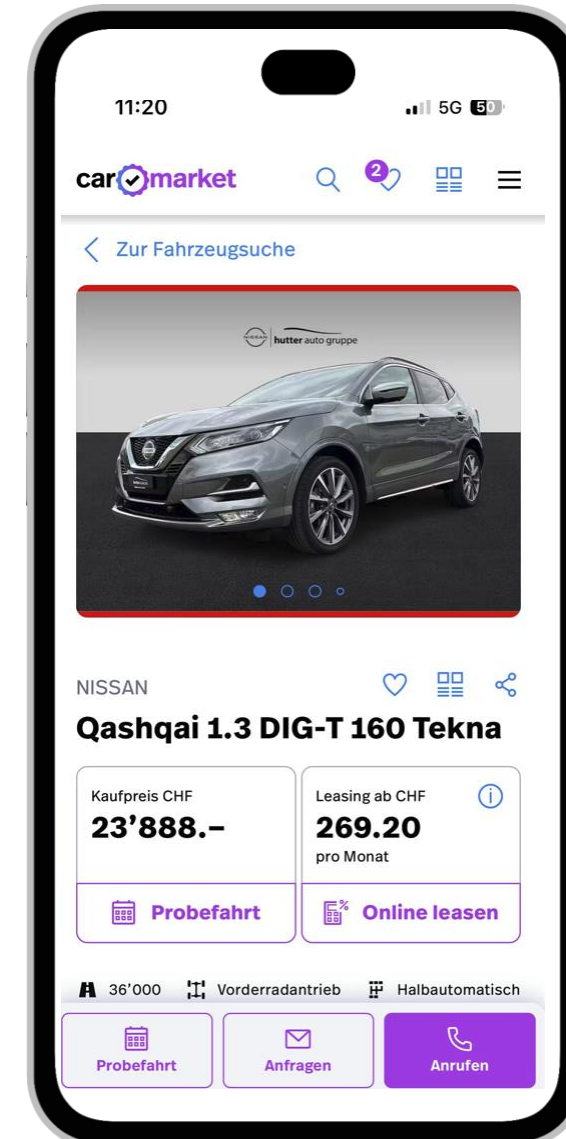 11:20
5G 50
car market
2
Zur Fahrzeugsuche
NISSAN hutter auto gruppe
NISSAN
Qashqai 1.3 DIG-T 160 Tekna
Kaufpreis CHF
23’888.–
Leasing ab CHF
269.20
pro Monat
Probefahrt
Online leasen
36’000 Vorderradantrieb Halbautomatisch
Probefahrt
Anfragen
Anrufen